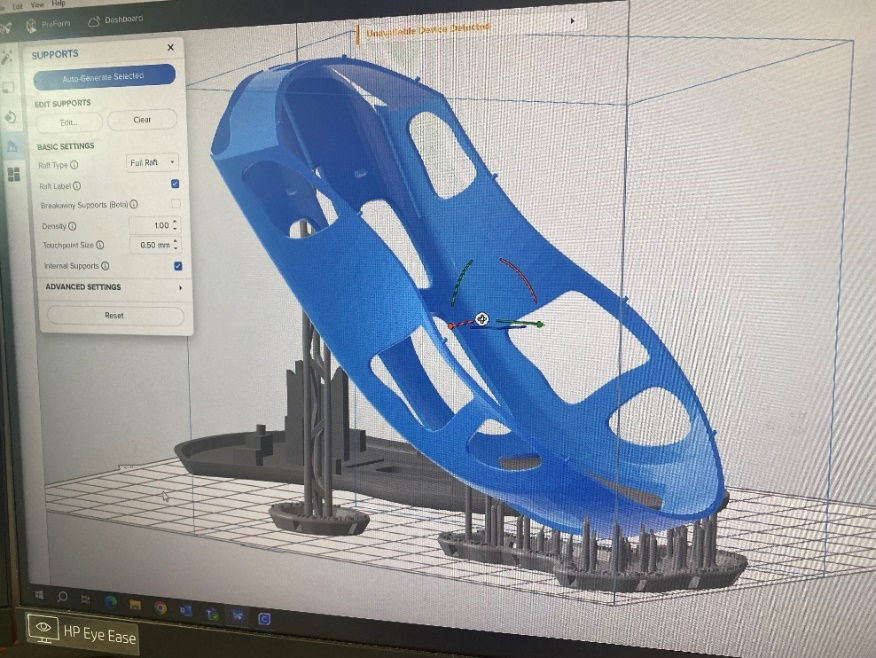 Edit View Help
PreForm Dashboard
Unavailable Device Detected
SUPPORTS
Auto-Generate Selected
EDIT SUPPORTS
Edit... Clear
BASIC SETTINGS
Raft Type Full Raft
Raft Label
Breakaway Supports (Beta)
Density 1.00
Touchpoint Size 0.50 mm
Internal Supports
ADVANCED SETTINGS
Reset
HP Eye Ease